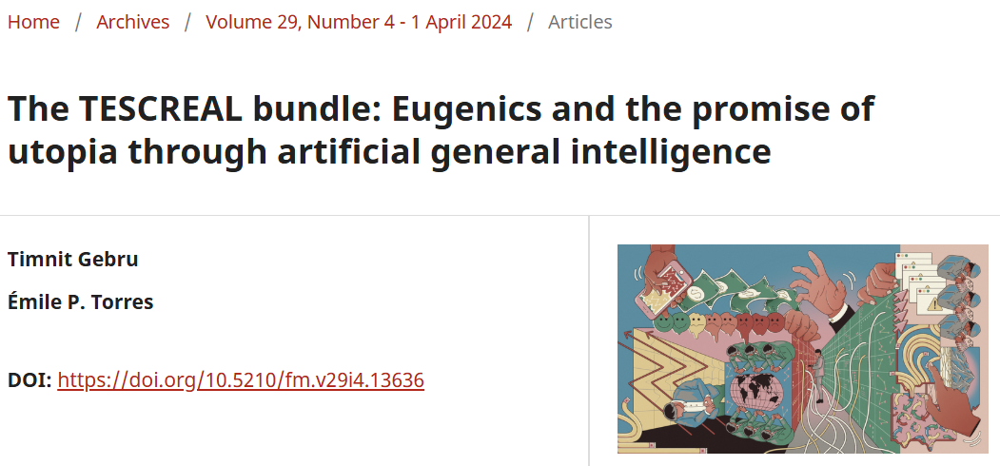 Home / Archives / Volume 29, Number 4 - 1 April 2024 / Articles
The TESCREAL bundle: Eugenics and the promise of
utopia through artificial general intelligence
Timnit Gebru
Émile P. Torres
DOI: https://doi.org/10.5210/fm.v29i4.13636